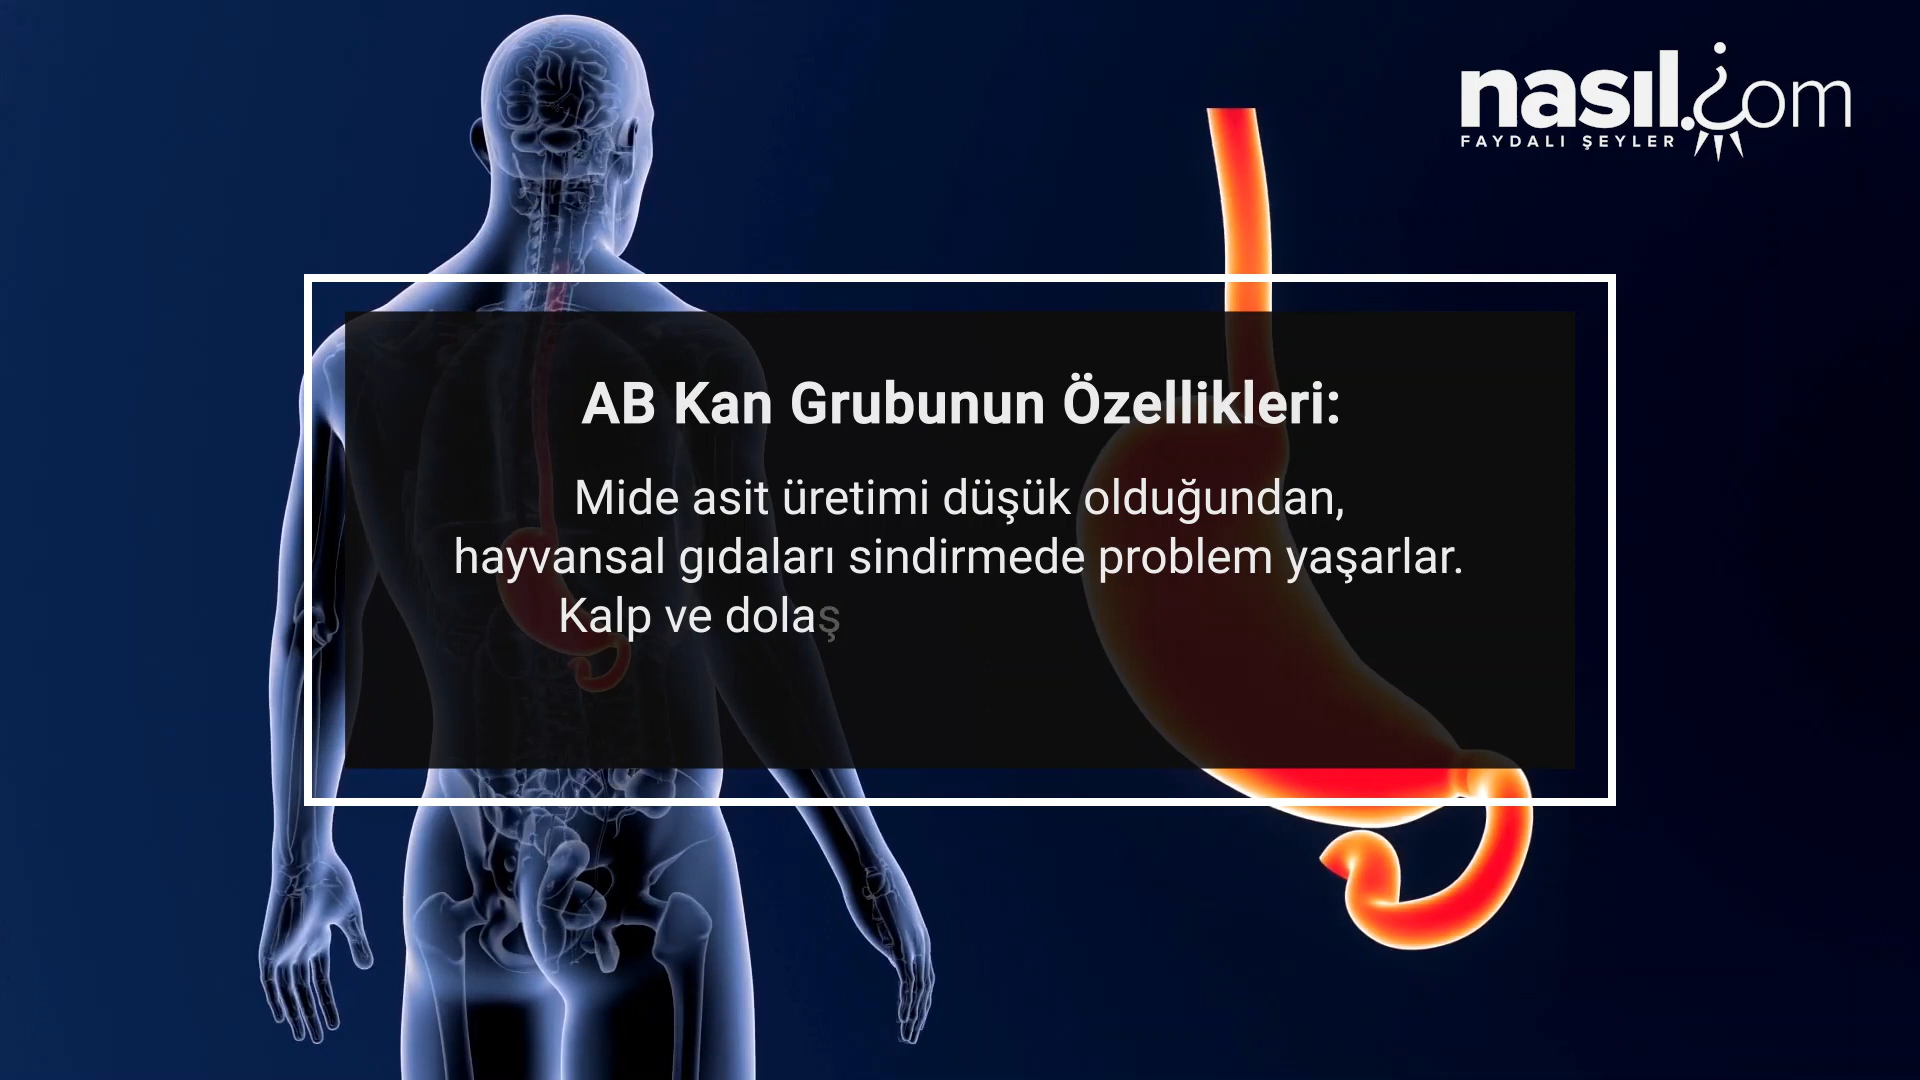 nasıl.com
FAYDALI ŞEYLER
AB Kan Grubunun Özellikleri:
Mide asit üretimi düşük olduğundan,
hayvansal gıdaları sindirmede problem yaşarlar.
Kalp ve dolaş